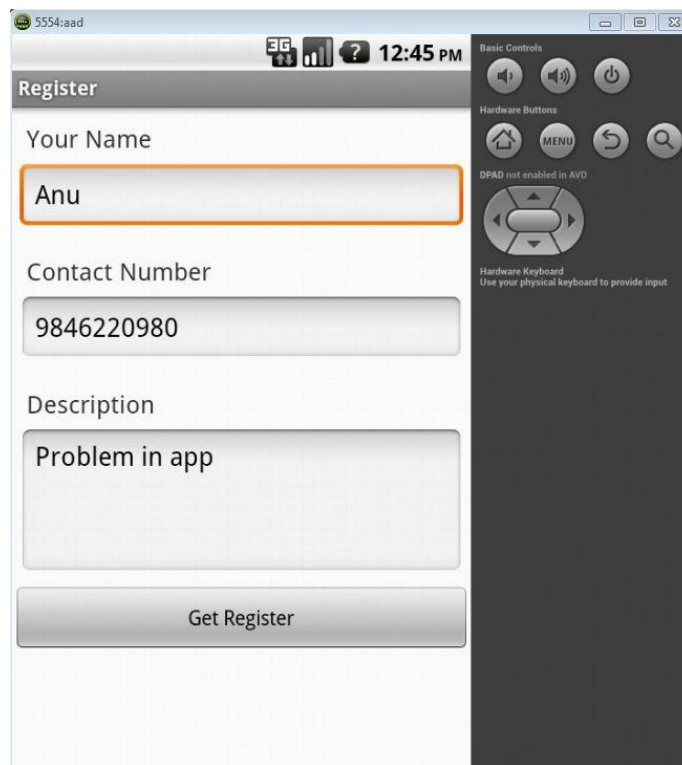 5554:aad
3G 12:45 PM
Register
Your Name
Anu
Contact Number
9846220980
Description
Problem in app
Get Register
Basic Controls
Hardware Buttons
MENU
DPAD not enabled in AVD
Hardware Keyboard
Use your physical keyboard to provide input